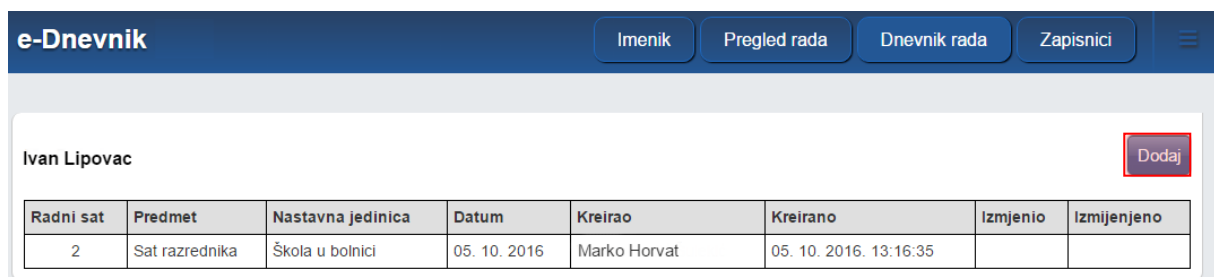 e-Dnevnik Imenik Pregled rada Dnevnik rada Zapisnici
Ivan Lipovac Dodaj
Radni sat Predmet Nastavna jedinica Datum Kreirao Kreirano Izmjenio Izmijenjeno
2 Sat razrednika Škola u bolnici 05. 10. 2016 Marko Horvat 05. 10. 2016. 13:16:35